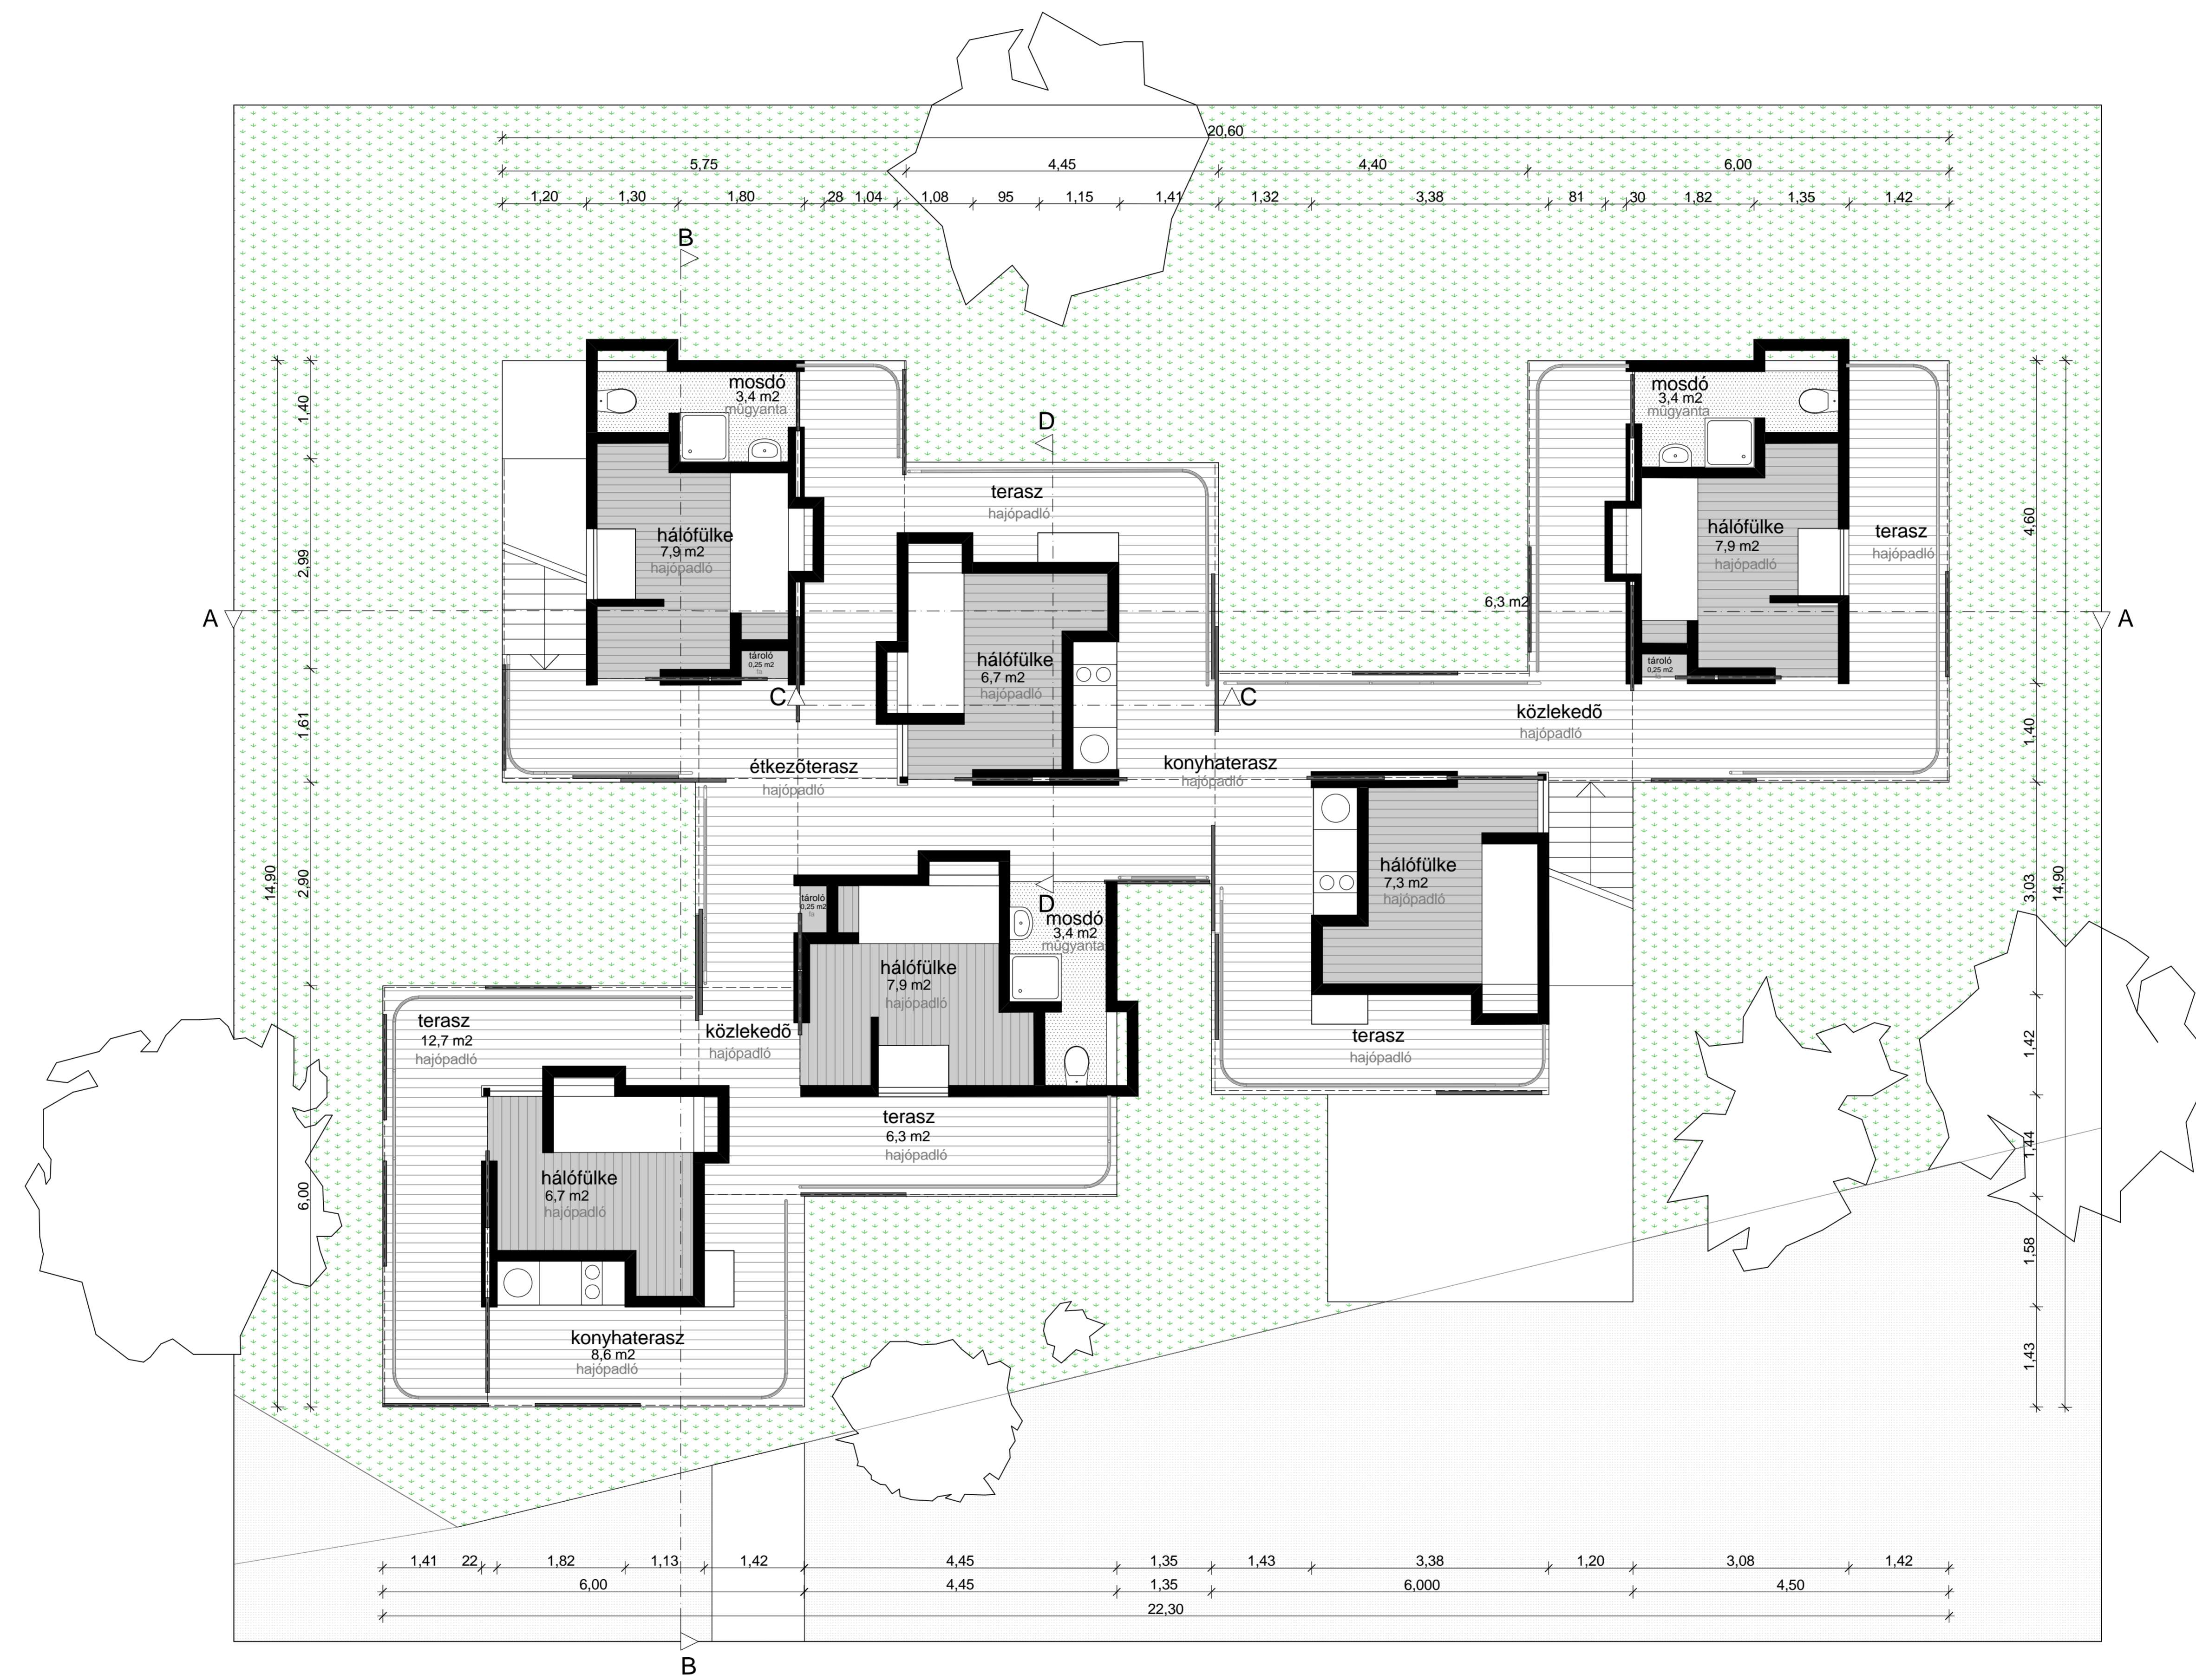 20,60
5,75 4,45 4,40 6,00
1,20 1,30 1,80 28 1,04 1,08 95 1,15 1,41 1,32 3,38 81 30 1,82 1,35 1,42
B
D
mosdó
3,4 m2
mũgyanta
mosdó
3,4 m2
mũgyanta
1,40
terasz
hajópadló
hálófülke
7,9 m2
hajópadló
hálófülke
7,9 m2
hajópadló
terasz
hajópadló
4,60
2,99
A
6,3 m2
A
tároló
0,25 m2
fa
hálófülke
6,7 m2
hajópadló
tároló
0,25 m2
C
C
közlekedõ
hajópadló
1,61
1,40
étkezõterasz
hajópadló
konyhaterasz
hajópadló
14,90
2,90
hálófülke
7,3 m2
hajópadló
3,03
14,90
tároló
0,25 m2
fa
D
mosdó
3,4 m2
mũgyanta
hálófülke
7,9 m2
hajópadló
terasz
12,7 m2
hajópadló
közlekedõ
hajópadló
terasz
hajópadló
1,42
terasz
6,3 m2
hajópadló
1,44
hálófülke
6,7 m2
hajópadló
6,00
1,58
konyhaterasz
8,6 m2
hajópadló
1,43
1,41 22 1,82 1,13 1,42 4,45 1,35 1,43 3,38 1,20 3,08 1,42
6,00 4,45 1,35 6,000 4,50
22,30
B